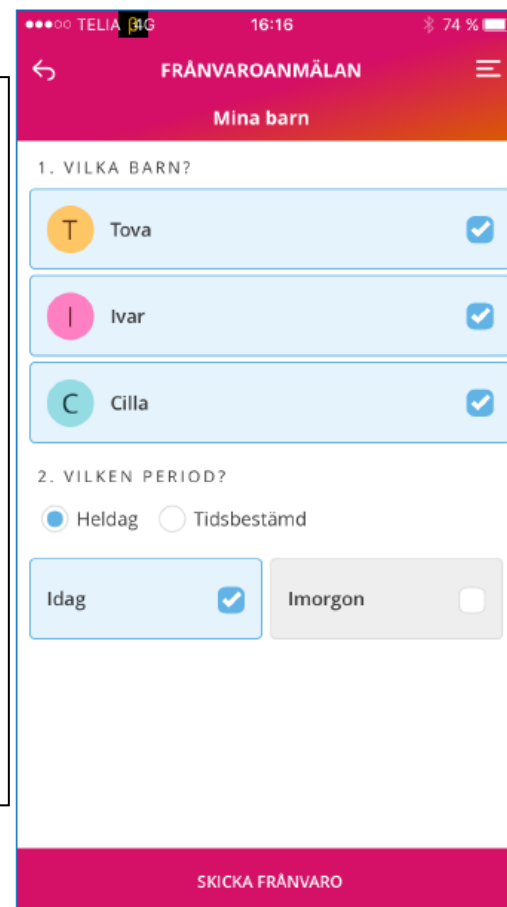 TELIA 4G 16:16 74 %
FRÅNVAROANMÄLAN
Mina barn
1. VILKA BARN?
T Tova
I Ivar
C Cilla
2. VILKEN PERIOD?
Heldag Tidsbestämd
Idag Imorgon
SKICKA FRÅNVARO